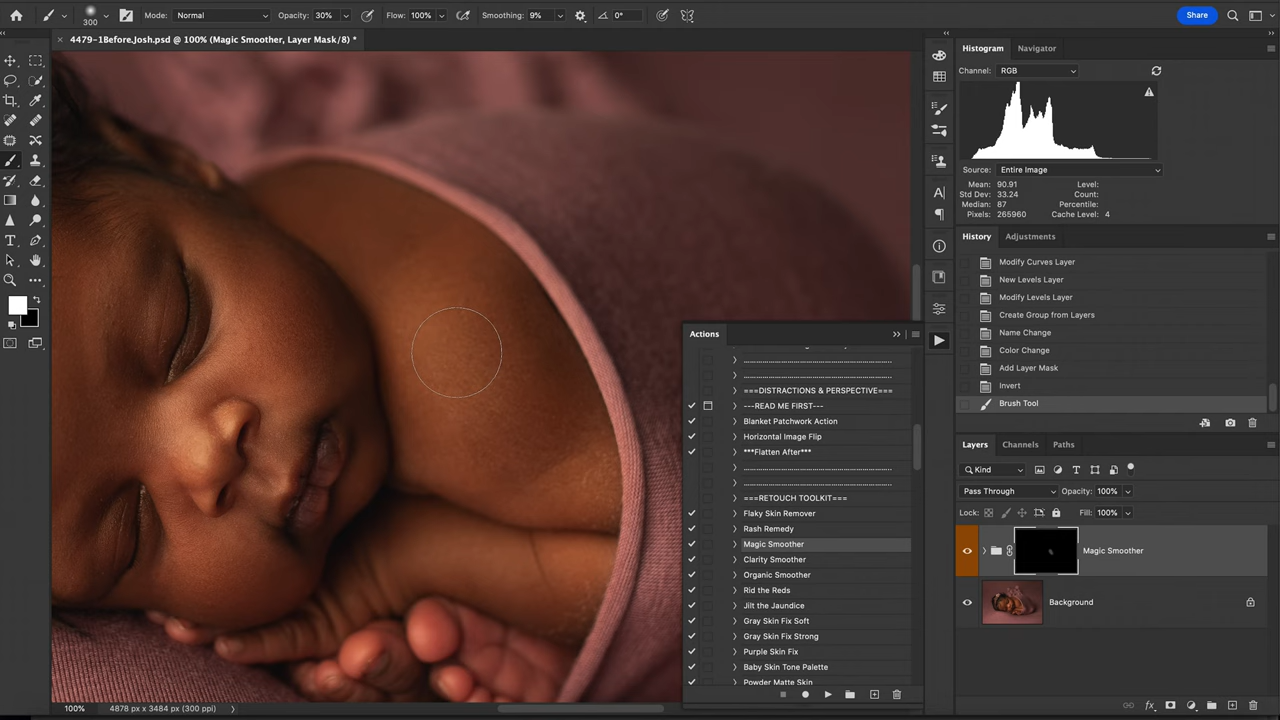 300
Mode:
Normal
Opacity:
30%
Flow:
100%
Smoothing:
9%
0°
Share
4479-1Before.Josh.psd @ 100% (Magic Smoother, Layer Mask/8) *
Histogram
Navigator
Channel:
RGB
Source:
Entire Image
Mean:
90.91
Level:
Std Dev:
33.24
Count:
Median:
87
Percentile:
Pixels:
265960
Cache Level:
4
History
Adjustments
Modify Curves Layer
New Levels Layer
Modify Levels Layer
Create Group from Layers
Name Change
Color Change
Add Layer Mask
Invert
Brush Tool
Actions
===DISTRACTIONS & PERSPECTIVE===
---READ ME FIRST---
Blanket Patchwork Action
Horizontal Image Flip
***Flatten After***
===RETOUCH TOOLKIT===
Flaky Skin Remover
Rash Remedy
Magic Smoother
Clarity Smoother
Organic Smoother
Rid the Reds
Jilt the Jaundice
Gray Skin Fix Soft
Gray Skin Fix Strong
Purple Skin Fix
Baby Skin Tone Palette
Powder Matte Skin
Layers
Channels
Paths
Kind
Pass Through
Opacity:
100%
Lock:
Fill:
100%
Magic Smoother
Background
100%
4878 px x 3484 px (300 ppi)